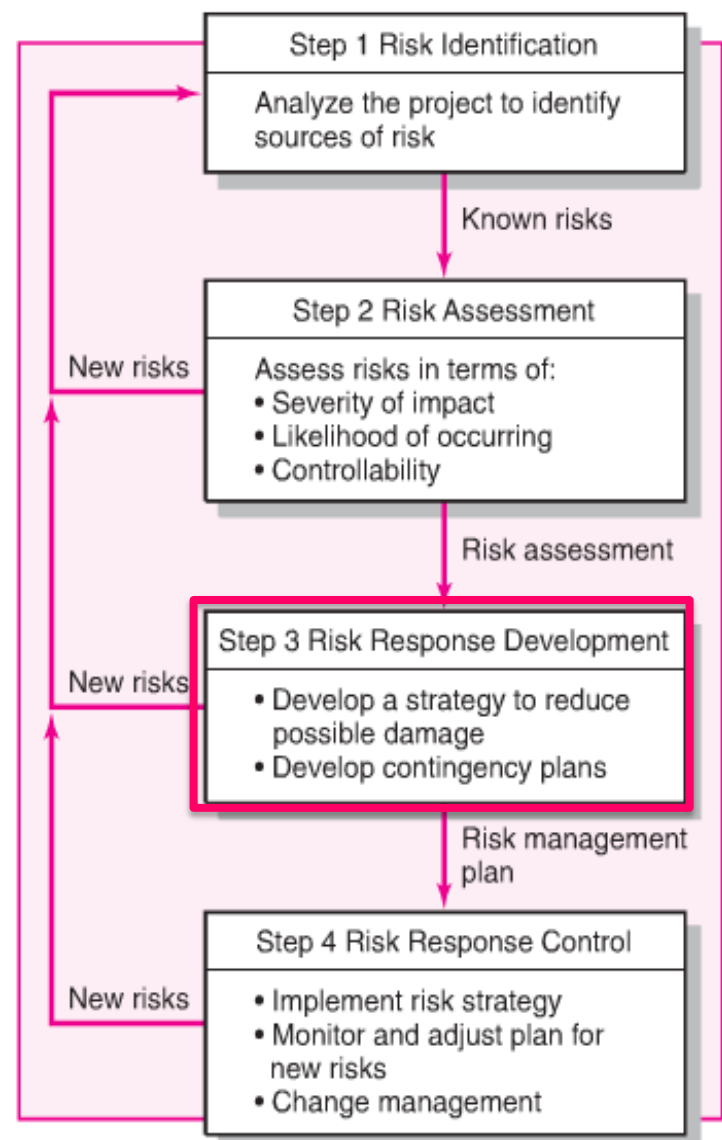 Step 1 Risk Identification
Analyze the project to identify
sources of risk
Known risks
Step 2 Risk Assessment
New risks
Assess risks in terms of:
• Severity of impact
• Likelihood of occurring
• Controllability
Risk assessment
Step 3 Risk Response Development
New risks
• Develop a strategy to reduce
possible damage
• Develop contingency plans
Risk management
plan
Step 4 Risk Response Control
New risks
• Implement risk strategy
• Monitor and adjust plan for
new risks
• Change management